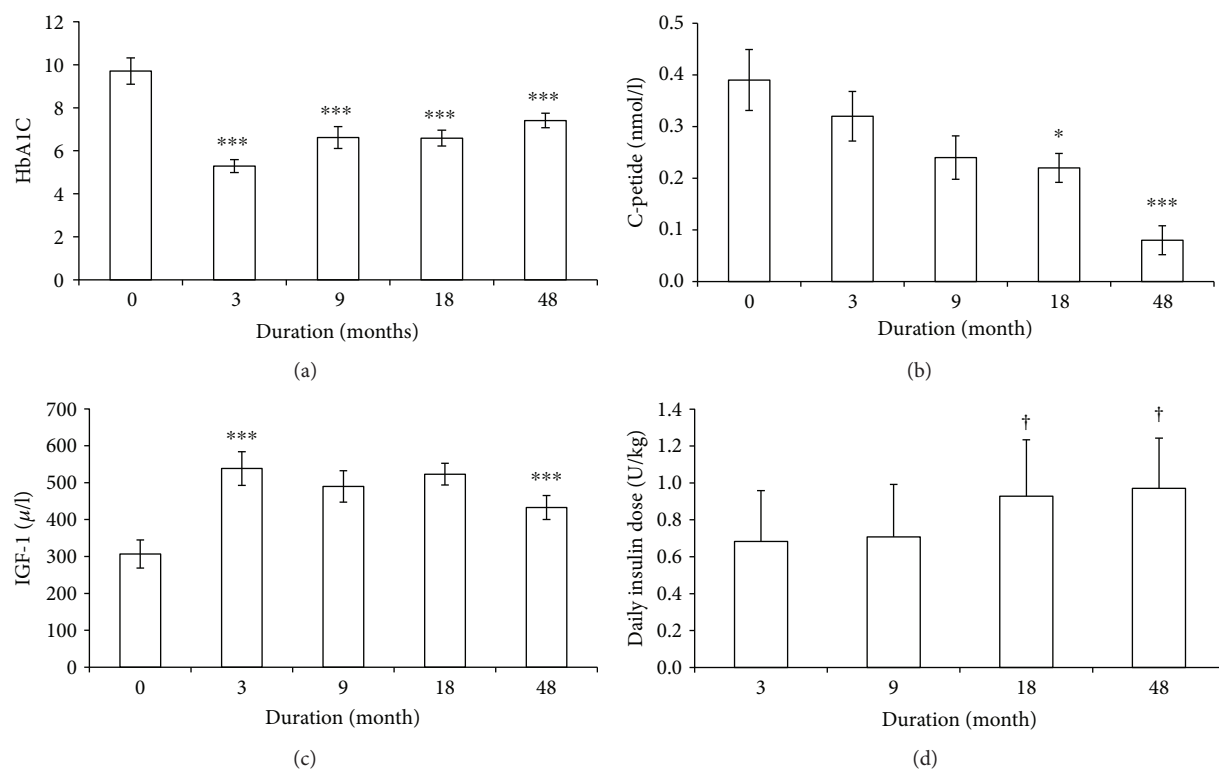 12
10
8
6
4
2
0
HbA1C
***
***
***
***
0 3 9 18 48
Duration (months)
(a)
0.5
0.4
0.3
0.2
0.1
0.0
C-petide (nmol/l)
*
***
0 3 9 18 48
Duration (month)
(b)
700
600
500
400
300
200
100
0
IGF-1 (μ/l)
***
***
0 3 9 18 48
Duration (month)
(c)
1.4
1.2
1.0
0.8
0.6
0.4
0.2
0.0
Daily insulin dose (U/kg)
†
†
3 9 18 48
Duration (month)
(d)